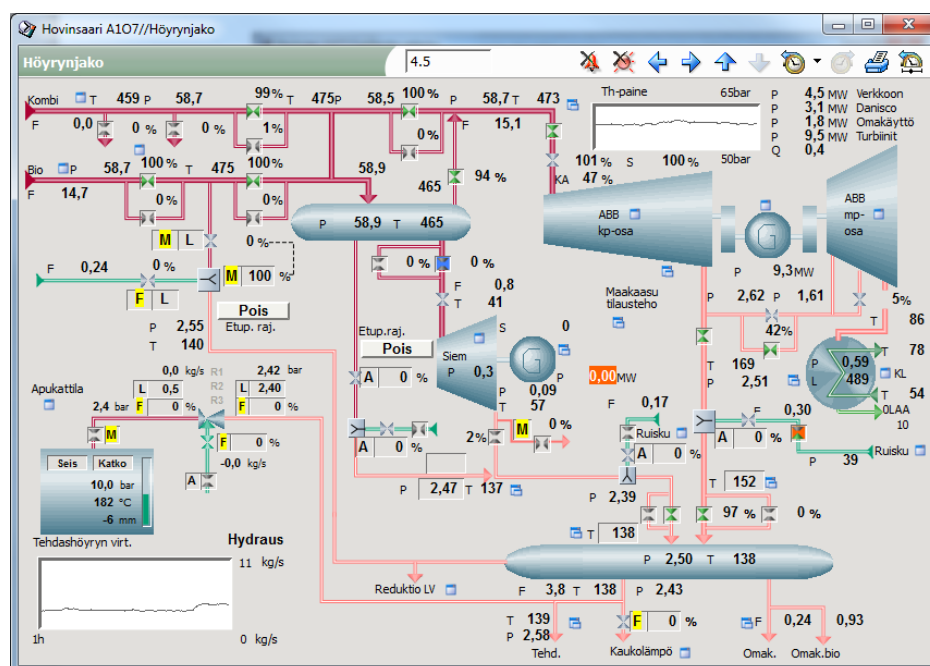 Hovinsaari A1O7//Höyrynjako
Höyrynjako
4.5
Kombi T 459 P 58,7 99% T 475P 58,5 100% P 58,7 T 473
F 0,0 0 % 0 % 1% 0% F 15,1
Th-paine 65bar
50bar
P 4,5 MW Verkkoon
P 3,1 MW Danisco
P 1,8 MW Omakäyttö
P 9,5 MW Turbiinit
Q 0,4
Bio P 58,7 100% T 475 100% 58,9
F 14,7 0% 0%
465 94 %
101 % S 100 %
KA 47 %
ABB
kp-osa
G
ABB
mp-
osa
P 58,9 T 465
M L 0%
F 0,24 0 % M 100 %
F L
0 % 0 %
F 0,8
T 41
P 9,3MW
Maakaasu
tilausteho
P 2,62 P 1,61 5%
42%
T 86
Pois
Etup. raj.
P 2,55
T 140
Etup.raj.
Pois
Siem
P 0,3
S 0
G
P 0,09 P
T 57
0,00MW
T 169
P 2,51
P 0,59
L 489
T 78
KL
T 54
0LAA
10
0,0 kg/s 2,42 bar
Apukattila L 0,5 R1 L 2,40
R2
2,4 bar F 0 % R3 F 0 %
M F 0 %
-0,0 kg/s
A
Seis Katko
10,0 bar
182 °C
-6 mm
A 0 %
A 0 %
2% M 0 %
F 0,17
Ruisku
A 0 %
F 0,30
A 0 %
P 39 Ruisku
P 2,47 T 137
P 2,39
T 152
T 138
97 % 0 %
Tehdashöyryn virt. Hydraus
11 kg/s
1h 0 kg/s
P 2,50 T 138
Reduktio LV
F 3,8 T 138 P 2,43
T 139
P 2,58
F 0 %
F 0,24 0,93
Tehd. Kaukolämpö Omak. Omak.bio